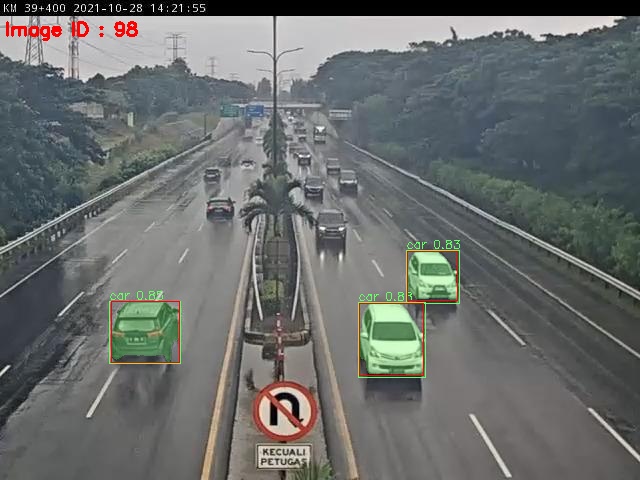 KM 39+400 2021-10-28 14:21:55
Image ID : 98
car 0.83
car 0.85
KECUALI
PETUGAS